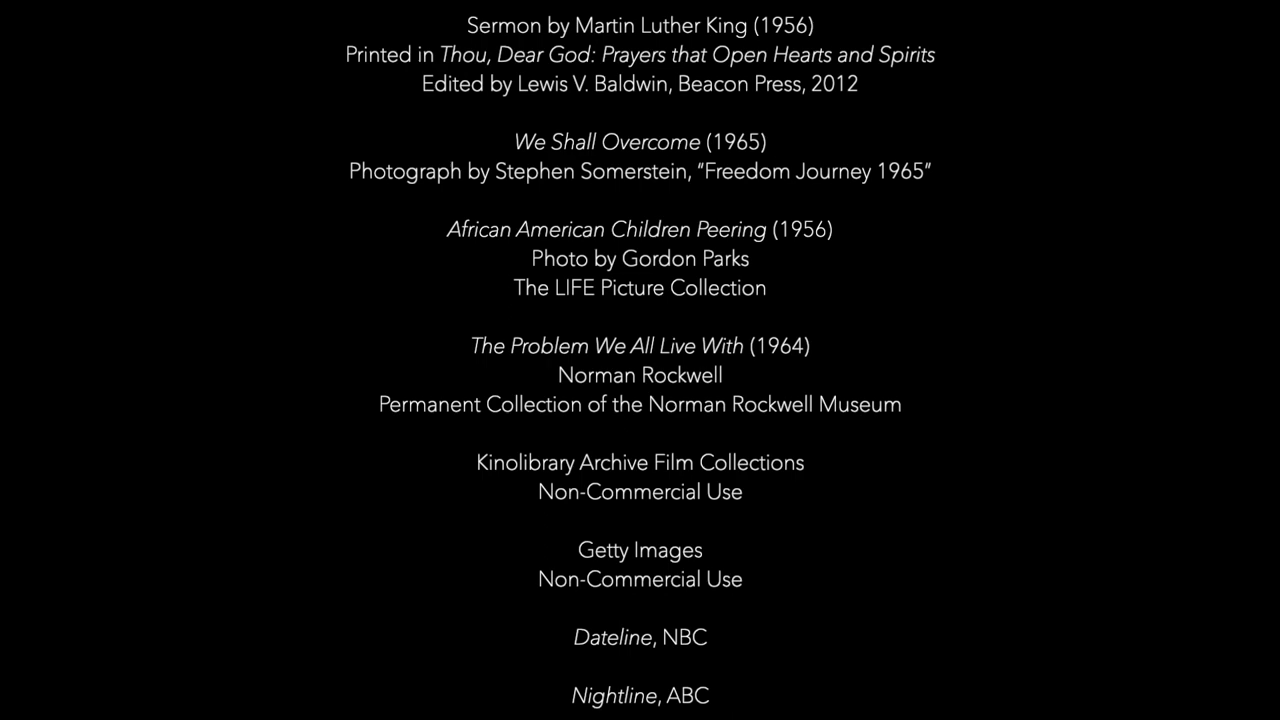 Sermon by Martin Luther King (1956)
Printed in Thou, Dear God: Prayers that Open Hearts and Spirits
Edited by Lewis V. Baldwin, Beacon Press, 2012
We Shall Overcome (1965)
Photograph by Stephen Somerstein, “Freedom Journey 1965”
African American Children Peering (1956)
Photo by Gordon Parks
The LIFE Picture Collection
The Problem We All Live With (1964)
Norman Rockwell
Permanent Collection of the Norman Rockwell Museum
Kinolibrary Archive Film Collections
Non-Commercial Use
Getty Images
Non-Commercial Use
Dateline, NBC
Nightline, ABC